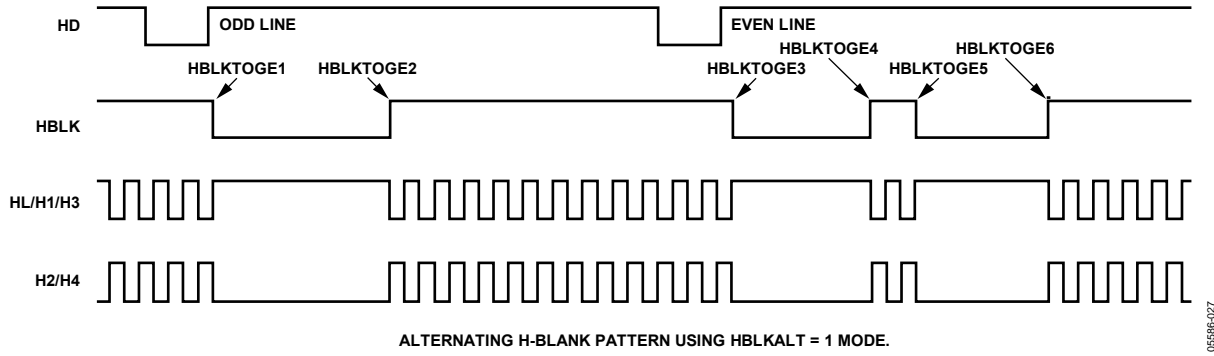 HD
ODD LINE
EVEN LINE
HBLKTOGE1
HBLKTOGE2
HBLKTOGE3
HBLKTOGE4
HBLKTOGE5
HBLKTOGE6
HBLK
HL/H1/H3
H2/H4
ALTERNATING H-BLANK PATTERN USING HBLKALT = 1 MODE.
05586-027